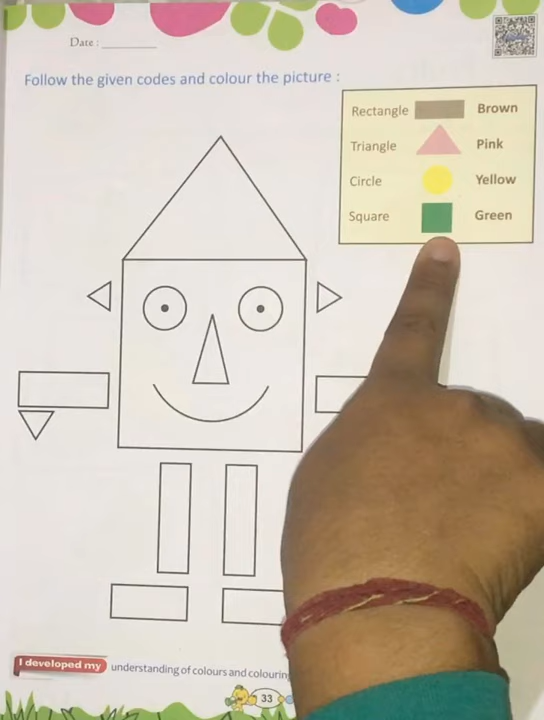 Date :
Follow the given codes and colour the picture :
Rectangle Brown
Triangle Pink
Circle Yellow
Square Green
I developed my understanding of colours and colouring
33